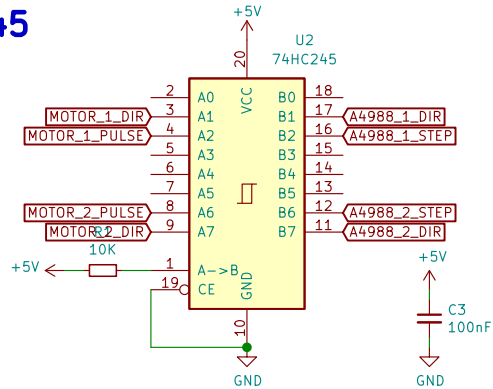 45
+5V
U2
74HC245
20
VCC
2 A0 B0 18
MOTOR_1_DIR 3 A1 B1 17 A4988_1_DIR
MOTOR_1_PULSE 4 A2 B2 16 A4988_1_STEP
5 A3 B3 15
6 A4 B4 14
7 A5 B5 13
MOTOR_2_PULSE 8 A6 B6 12 A4988_2_STEP
MOTOR_2_DIR 9 A7 B7 11 A4988_2_DIR
R1
10K
+5V 1 A->B
19 CE
GND
10
GND
+5V
C3
100nF
GND